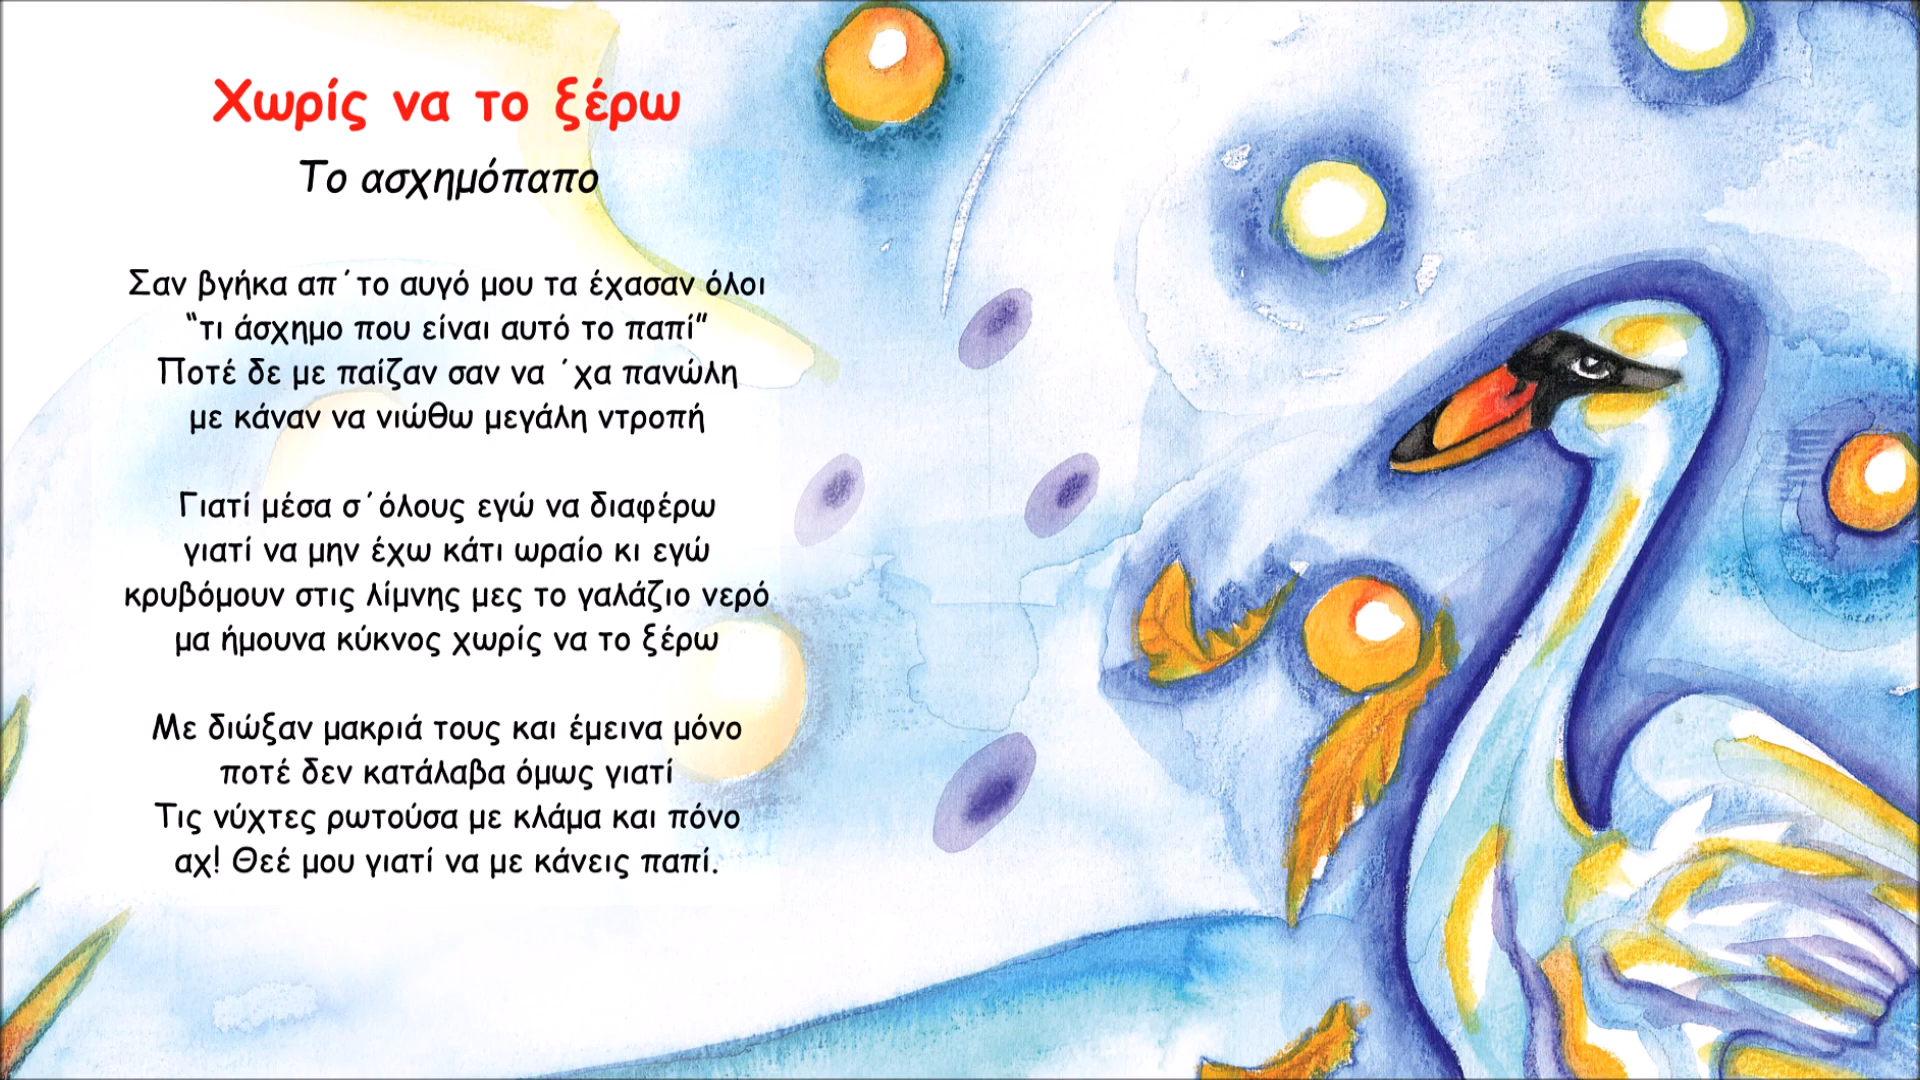 Χωρίς να το ξέρω
Το ασχημόπαπο
Σαν βγήκα απ΄το αυγό μου τα έχασαν όλοι
“τι άσχημο που είναι αυτό το παπί”
Ποτέ δε με παίζαν σαν να ΄χα πανώλη
με κάναν να νιώθω μεγάλη ντροπή
Γιατί μέσα σ΄όλους εγώ να διαφέρω
γιατί να μην έχω κάτι ωραίο κι εγώ
κρυβόμουν στις λίμνης μες το γαλάζιο νερό
μα ήμουνα κύκνος χωρίς να το ξέρω
Με διώξαν μακριά τους και έμεινα μόνο
ποτέ δεν κατάλαβα όμως γιατί
Τις νύχτες ρωτούσα με κλάμα και πόνο
αχ! Θεέ μου γιατί να με κάνεις παπί.